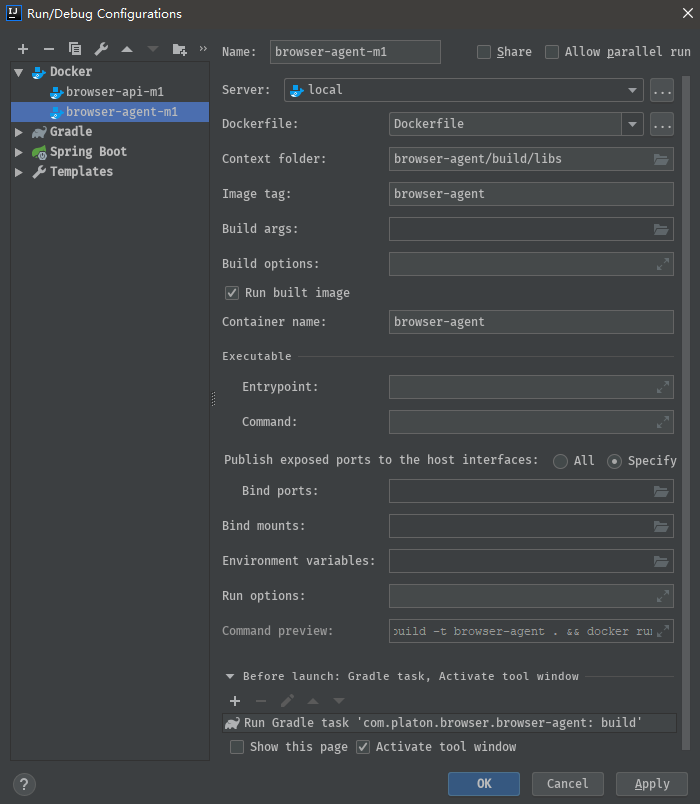 Run/Debug Configurations
Name: browser-agent-m1 Share Allow parallel run
Docker
browser-api-m1
browser-agent-m1
Gradle
Spring Boot
Templates
Server: local ...
Dockerfile: Dockerfile ...
Context folder: browser-agent/build/libs
Image tag: browser-agent
Build args:
Build options:
Run built image
Container name: browser-agent
Executable
Entrypoint:
Command:
Publish exposed ports to the host interfaces: All Specify
Bind ports:
Bind mounts:
Environment variables:
Run options:
Command preview: build -t browser-agent . && docker run
Before launch: Gradle task, Activate tool window
Run Gradle task 'com.platon.browser.browser-agent: build'
Show this page Activate tool window
? OK Cancel Apply